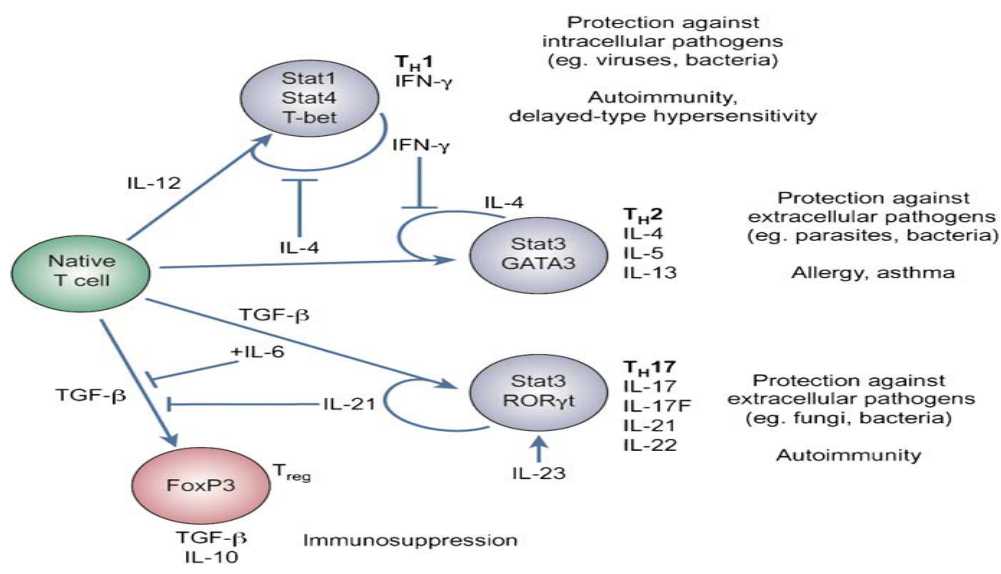 Protection against
intracellular pathogens
(eg. viruses, bacteria)
Autoimmunity,
delayed-type hypersensitivity
Stat1
Stat4
T-bet
TH1
IFN-γ
IFN-γ
IL-12
IL-4
IL-4
Native
T cell
Stat3
GATA3
TH2
IL-4
IL-5
IL-13
Protection against
extracellular pathogens
(eg. parasites, bacteria)
Allergy, asthma
TGF-β
+IL-6
TGF-β
IL-21
Stat3
RORγt
TH17
IL-17
IL-17F
IL-21
IL-22
Protection against
extracellular pathogens
(eg. fungi, bacteria)
Autoimmunity
IL-23
FoxP3
Treg
TGF-β
IL-10
Immunosuppression